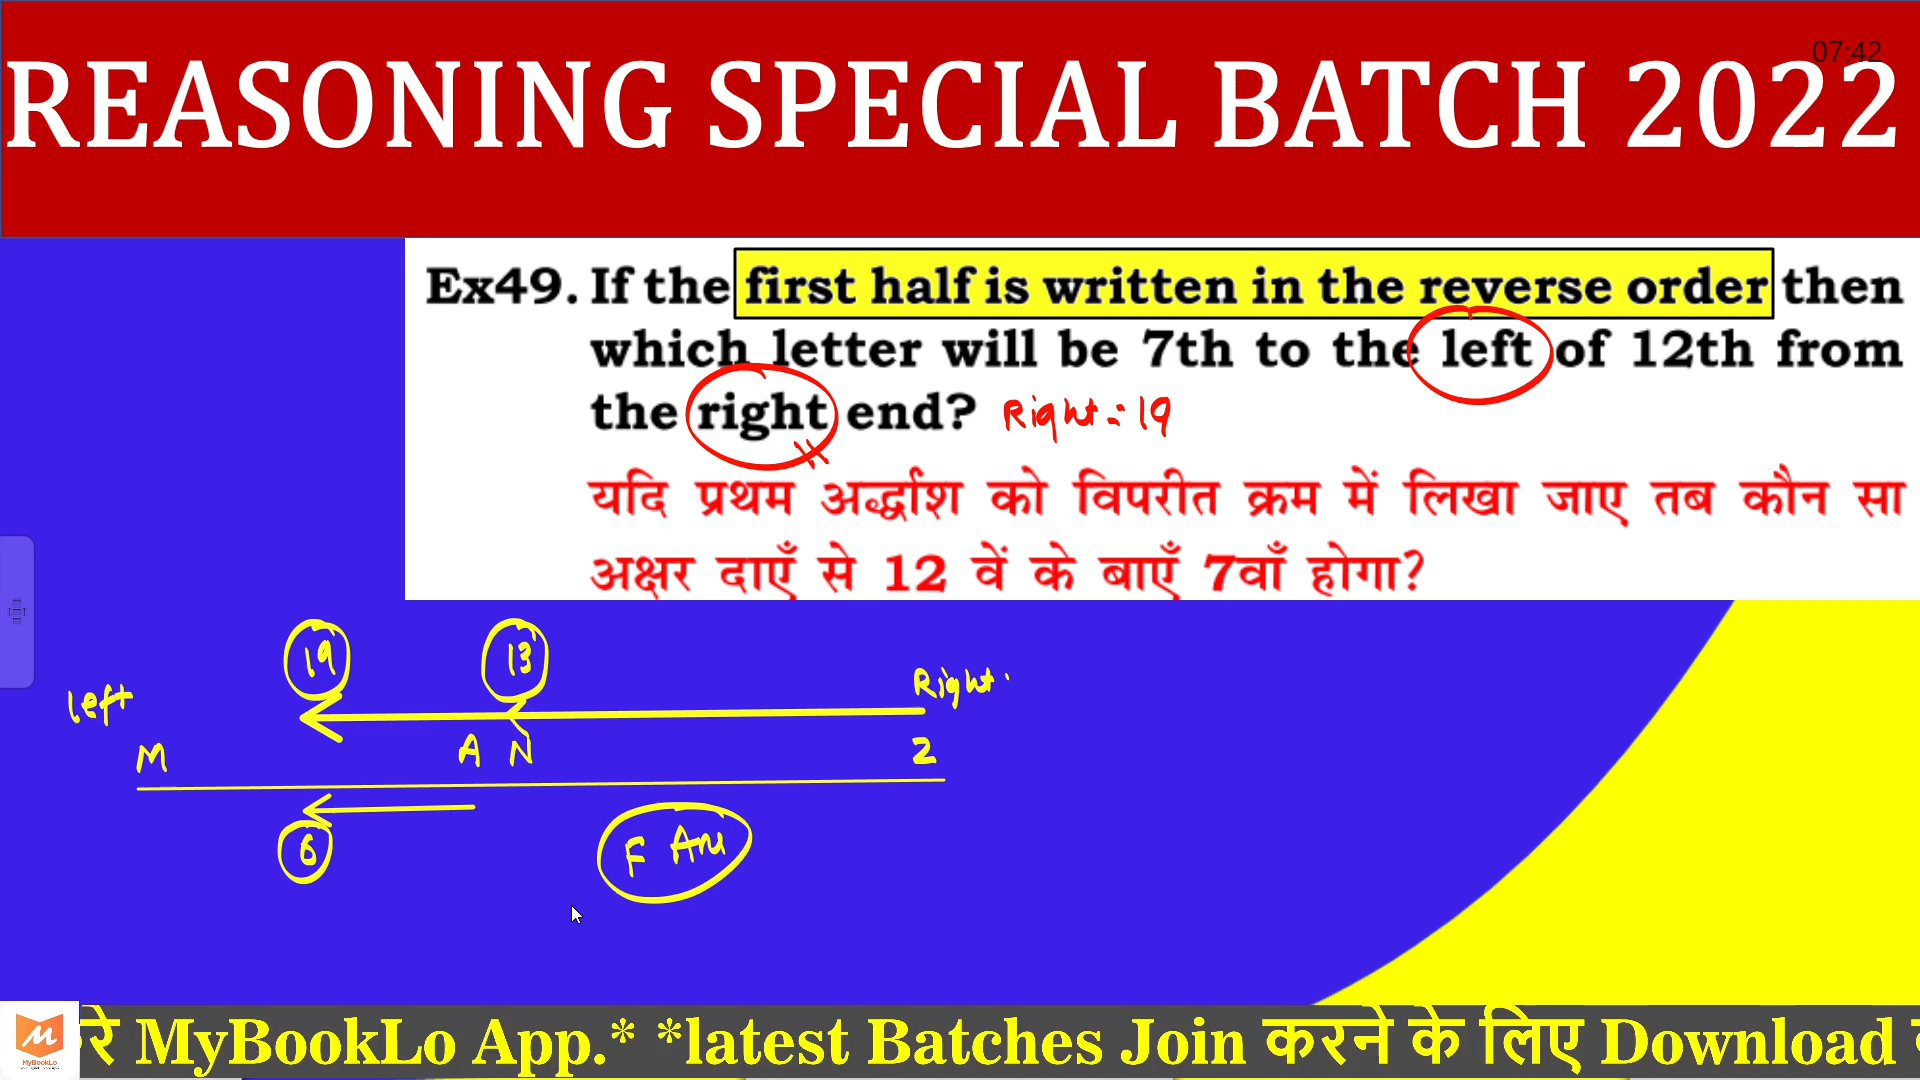 07:42
REASONING SPECIAL BATCH 2022
Ex49. If the first half is written in the reverse order then
which letter will be 7th to the left of 12th from
the right end? Right = 19
यदि प्रथम अर्द्धांश को विपरीत क्रम में लिखा जाए तब कौन सा
अक्षर दाएँ से 12 वें के बाएँ 7वाँ होगा?
19 13
Left Right
M A N Z
6 F Ans
रे MyBookLo App.* *latest Batches Join करने के लिए Download
MyBookLo